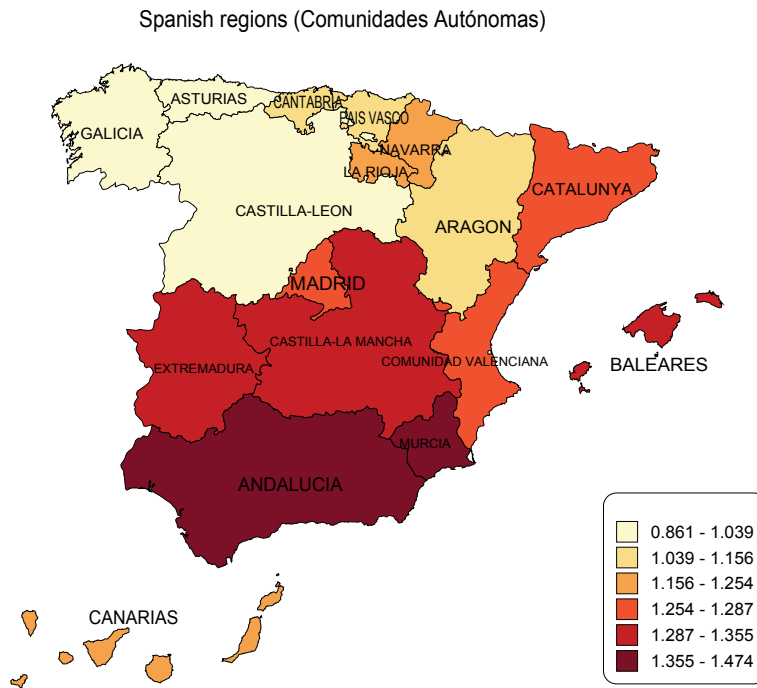 Spanish regions (Comunidades Autónomas)
ASTURIAS
CANTABRIA
PAIS VASCO
GALICIA
NAVARRA
LA RIOJA
CATALUNYA
CASTILLA-LEON
ARAGON
MADRID
CASTILLA-LA MANCHA
EXTREMADURA
COMUNIDAD VALENCIANA
BALEARES
MURCIA
ANDALUCIA
CANARIAS
0.861 - 1.039
1.039 - 1.156
1.156 - 1.254
1.254 - 1.287
1.287 - 1.355
1.355 - 1.474